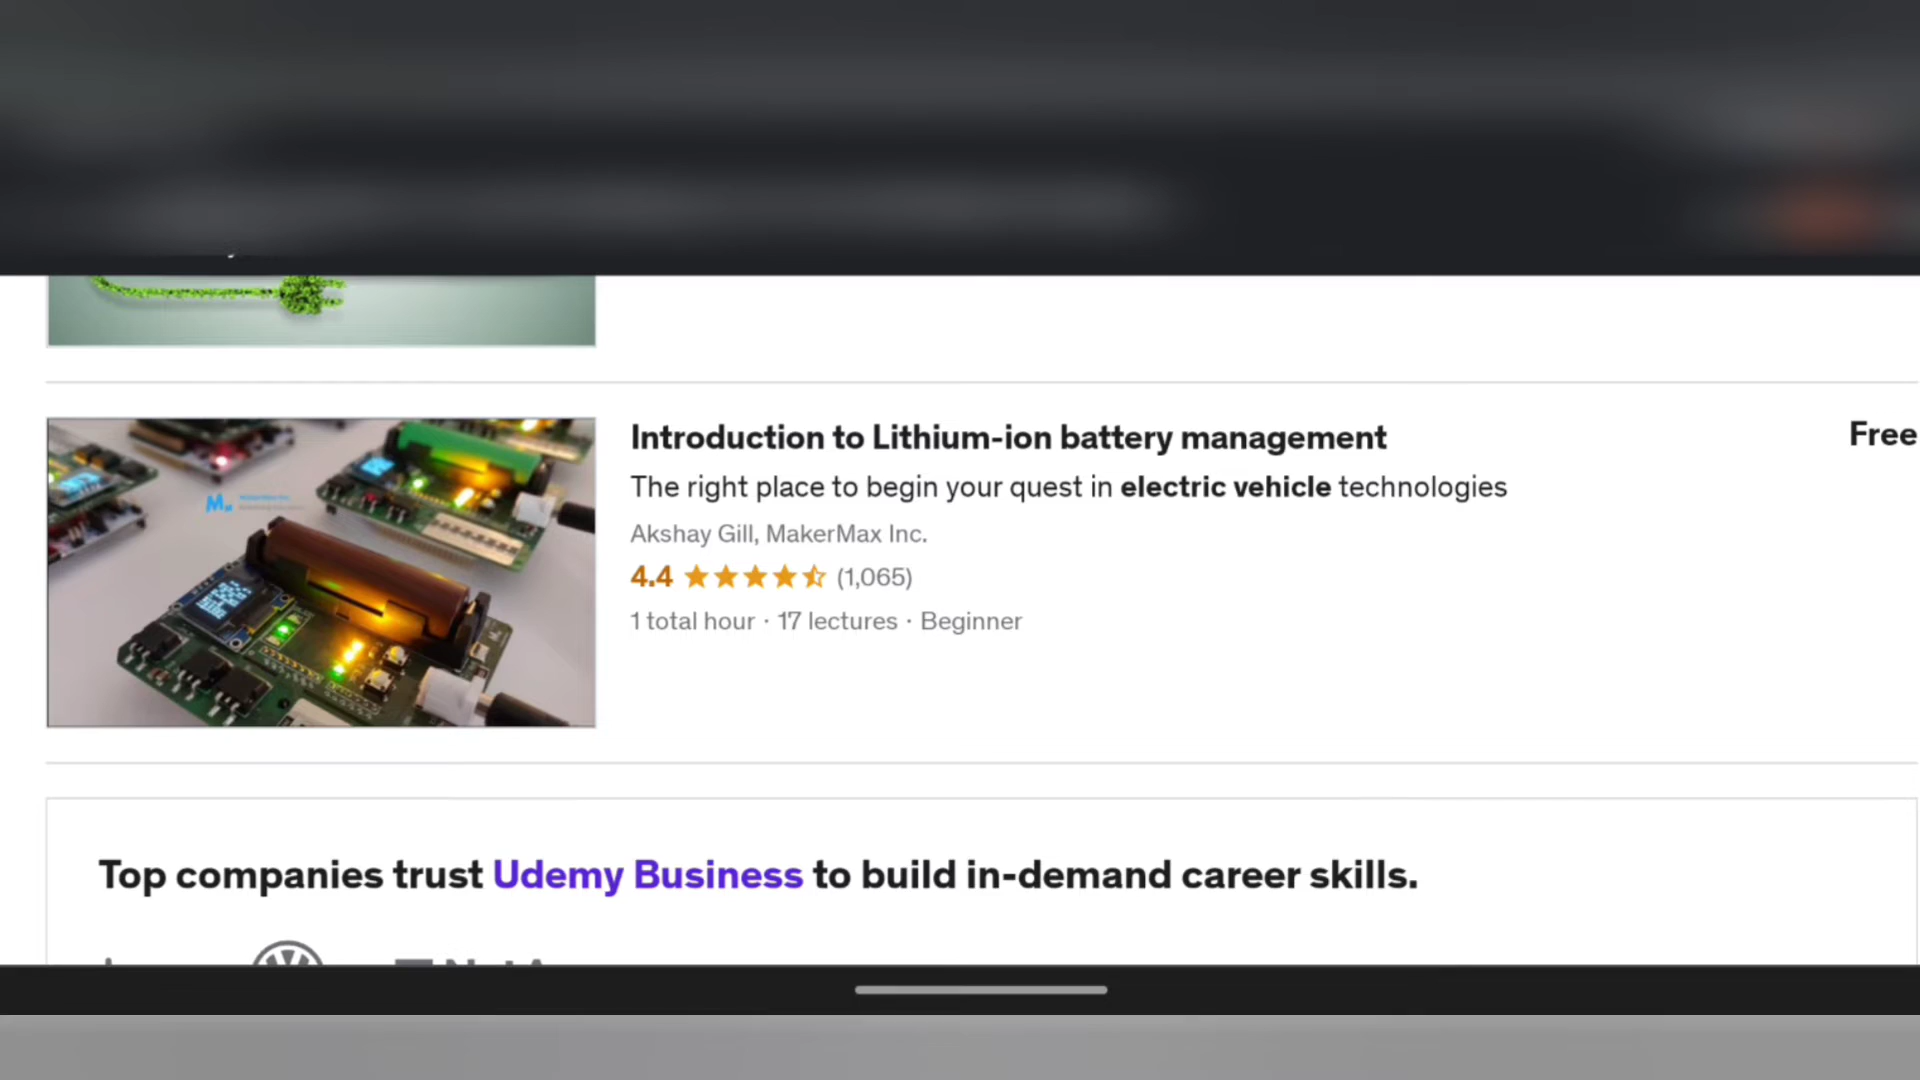 Introduction to Lithium-ion battery management
Free
The right place to begin your quest in electric vehicle technologies
Akshay Gill, MakerMax Inc.
4.4 (1,065)
1 total hour · 17 lectures · Beginner
Top companies trust Udemy Business to build in-demand career skills.